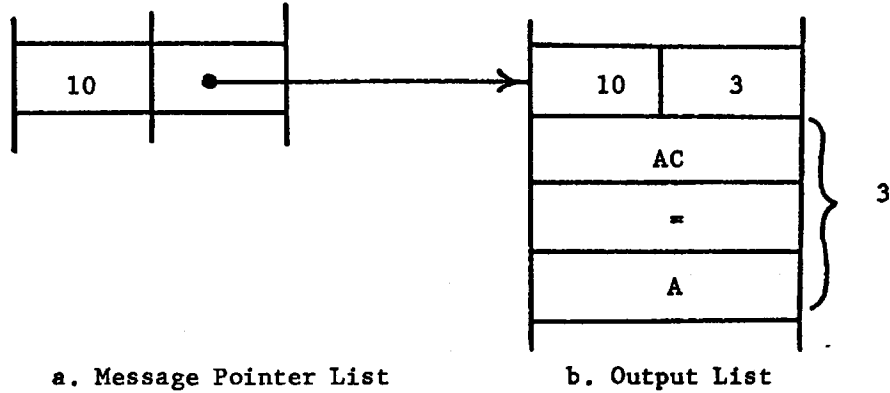 10
10 3
AC
=
A
3
a. Message Pointer List
b. Output List